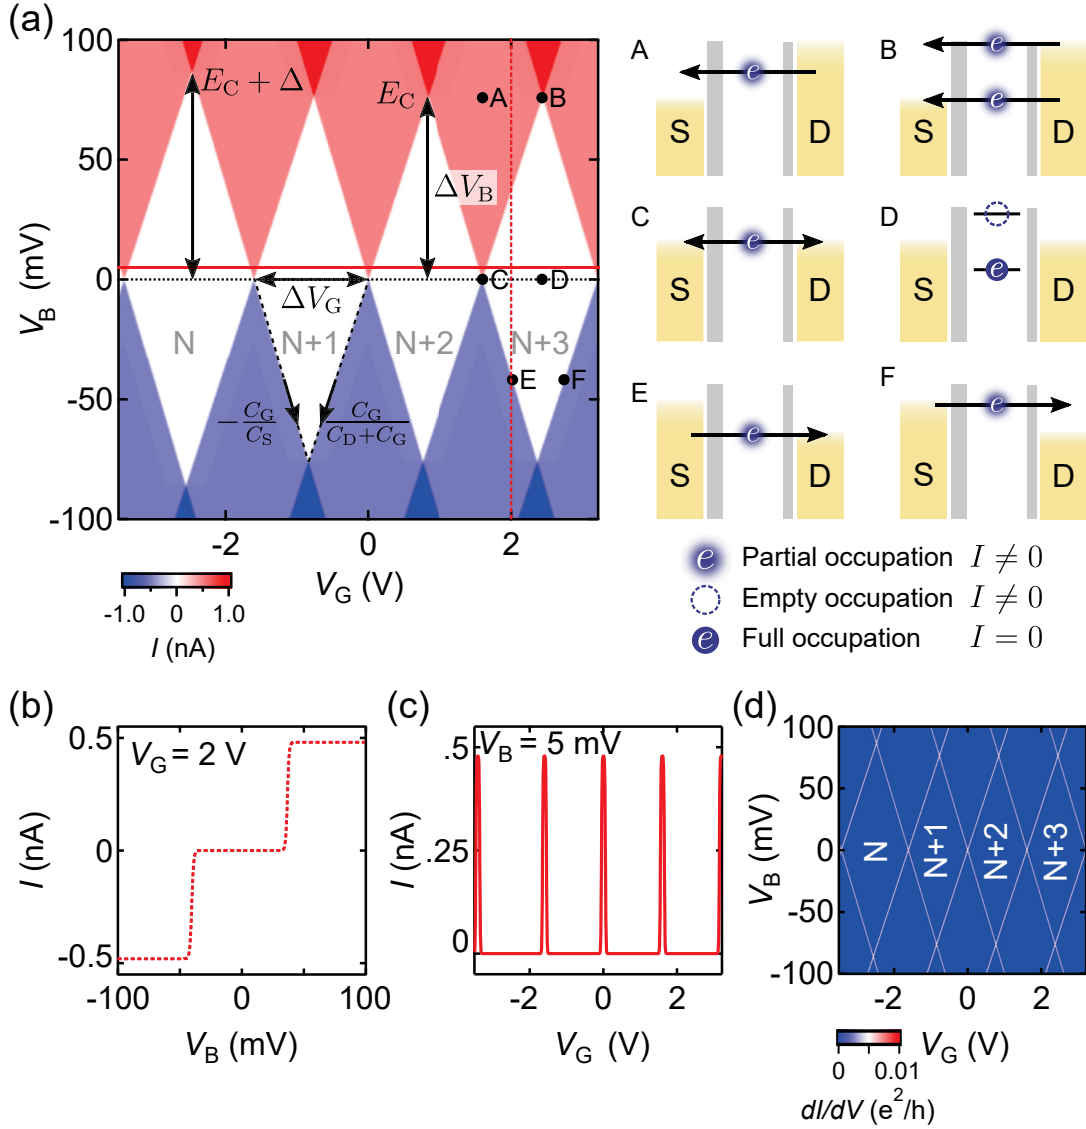 (a)
100
50
0
-50
-100
V_B (mV)
E_C + Δ
E_C
A
B
ΔV_B
C
D
ΔV_G
N
N+1
N+2
N+3
E
F
-C_G/C_S
C_G/(C_D+C_G)
-2
0
2
V_G (V)
-1.0
0
1.0
I (nA)
A
e
S
D
B
e
e
S
D
C
e
S
D
D
e
S
D
E
e
S
D
F
e
S
D
e Partial occupation I ≠ 0
Empty occupation I ≠ 0
e Full occupation I = 0
(b)
V_G = 2 V
0.5
0
-0.5
I (nA)
-100
0
100
V_B (mV)
(c)
V_B = 5 mV
.5
.25
0
I (nA)
-2
0
2
V_G (V)
(d)
100
50
0
-50
-100
V_B (mV)
N
N+1
N+2
N+3
-2
0
2
V_G (V)
0
0.01
dI/dV (e²/h)